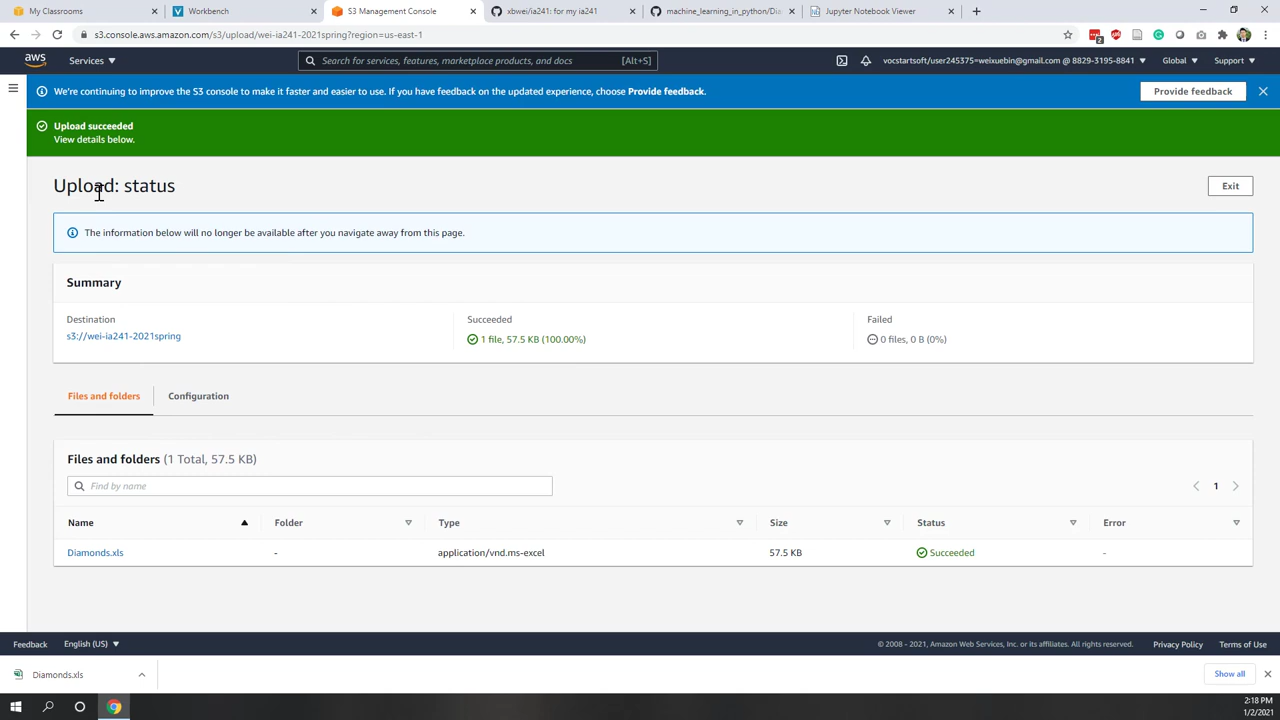 My Classrooms
Workbench
S3 Management Console
xbwei/ia241: for my ia241
machine_learning_in_python/Dia
Jupyter Notebook Viewer
s3.console.aws.amazon.com/s3/upload/wei-ia241-2021spring?region=us-east-1
2
aws
Services
Search for services, features, marketplace products, and docs
[Alt+S]
vocstartsoft/user245375=weixuebin@gmail.com @ 8829-3195-8841
Global
Support
We're continuing to improve the S3 console to make it faster and easier to use. If you have feedback on the updated experience, choose Provide feedback.
Provide feedback
Upload succeeded
View details below.
Upload: status
Exit
The information below will no longer be available after you navigate away from this page.
Summary
Destination
Succeeded
Failed
s3://wei-ia241-2021spring
1 file, 57.5 KB (100.00%)
0 files, 0 B (0%)
Files and folders
Configuration
Files and folders (1 Total, 57.5 KB)
Find by name
1
Name
Folder
Type
Size
Status
Error
Diamonds.xls
-
application/vnd.ms-excel
57.5 KB
Succeeded
-
Feedback
English (US)
© 2008 - 2021, Amazon Web Services, Inc. or its affiliates. All rights reserved.
Privacy Policy
Terms of Use
Diamonds.xls
Show all
2:18 PM
1/2/2021